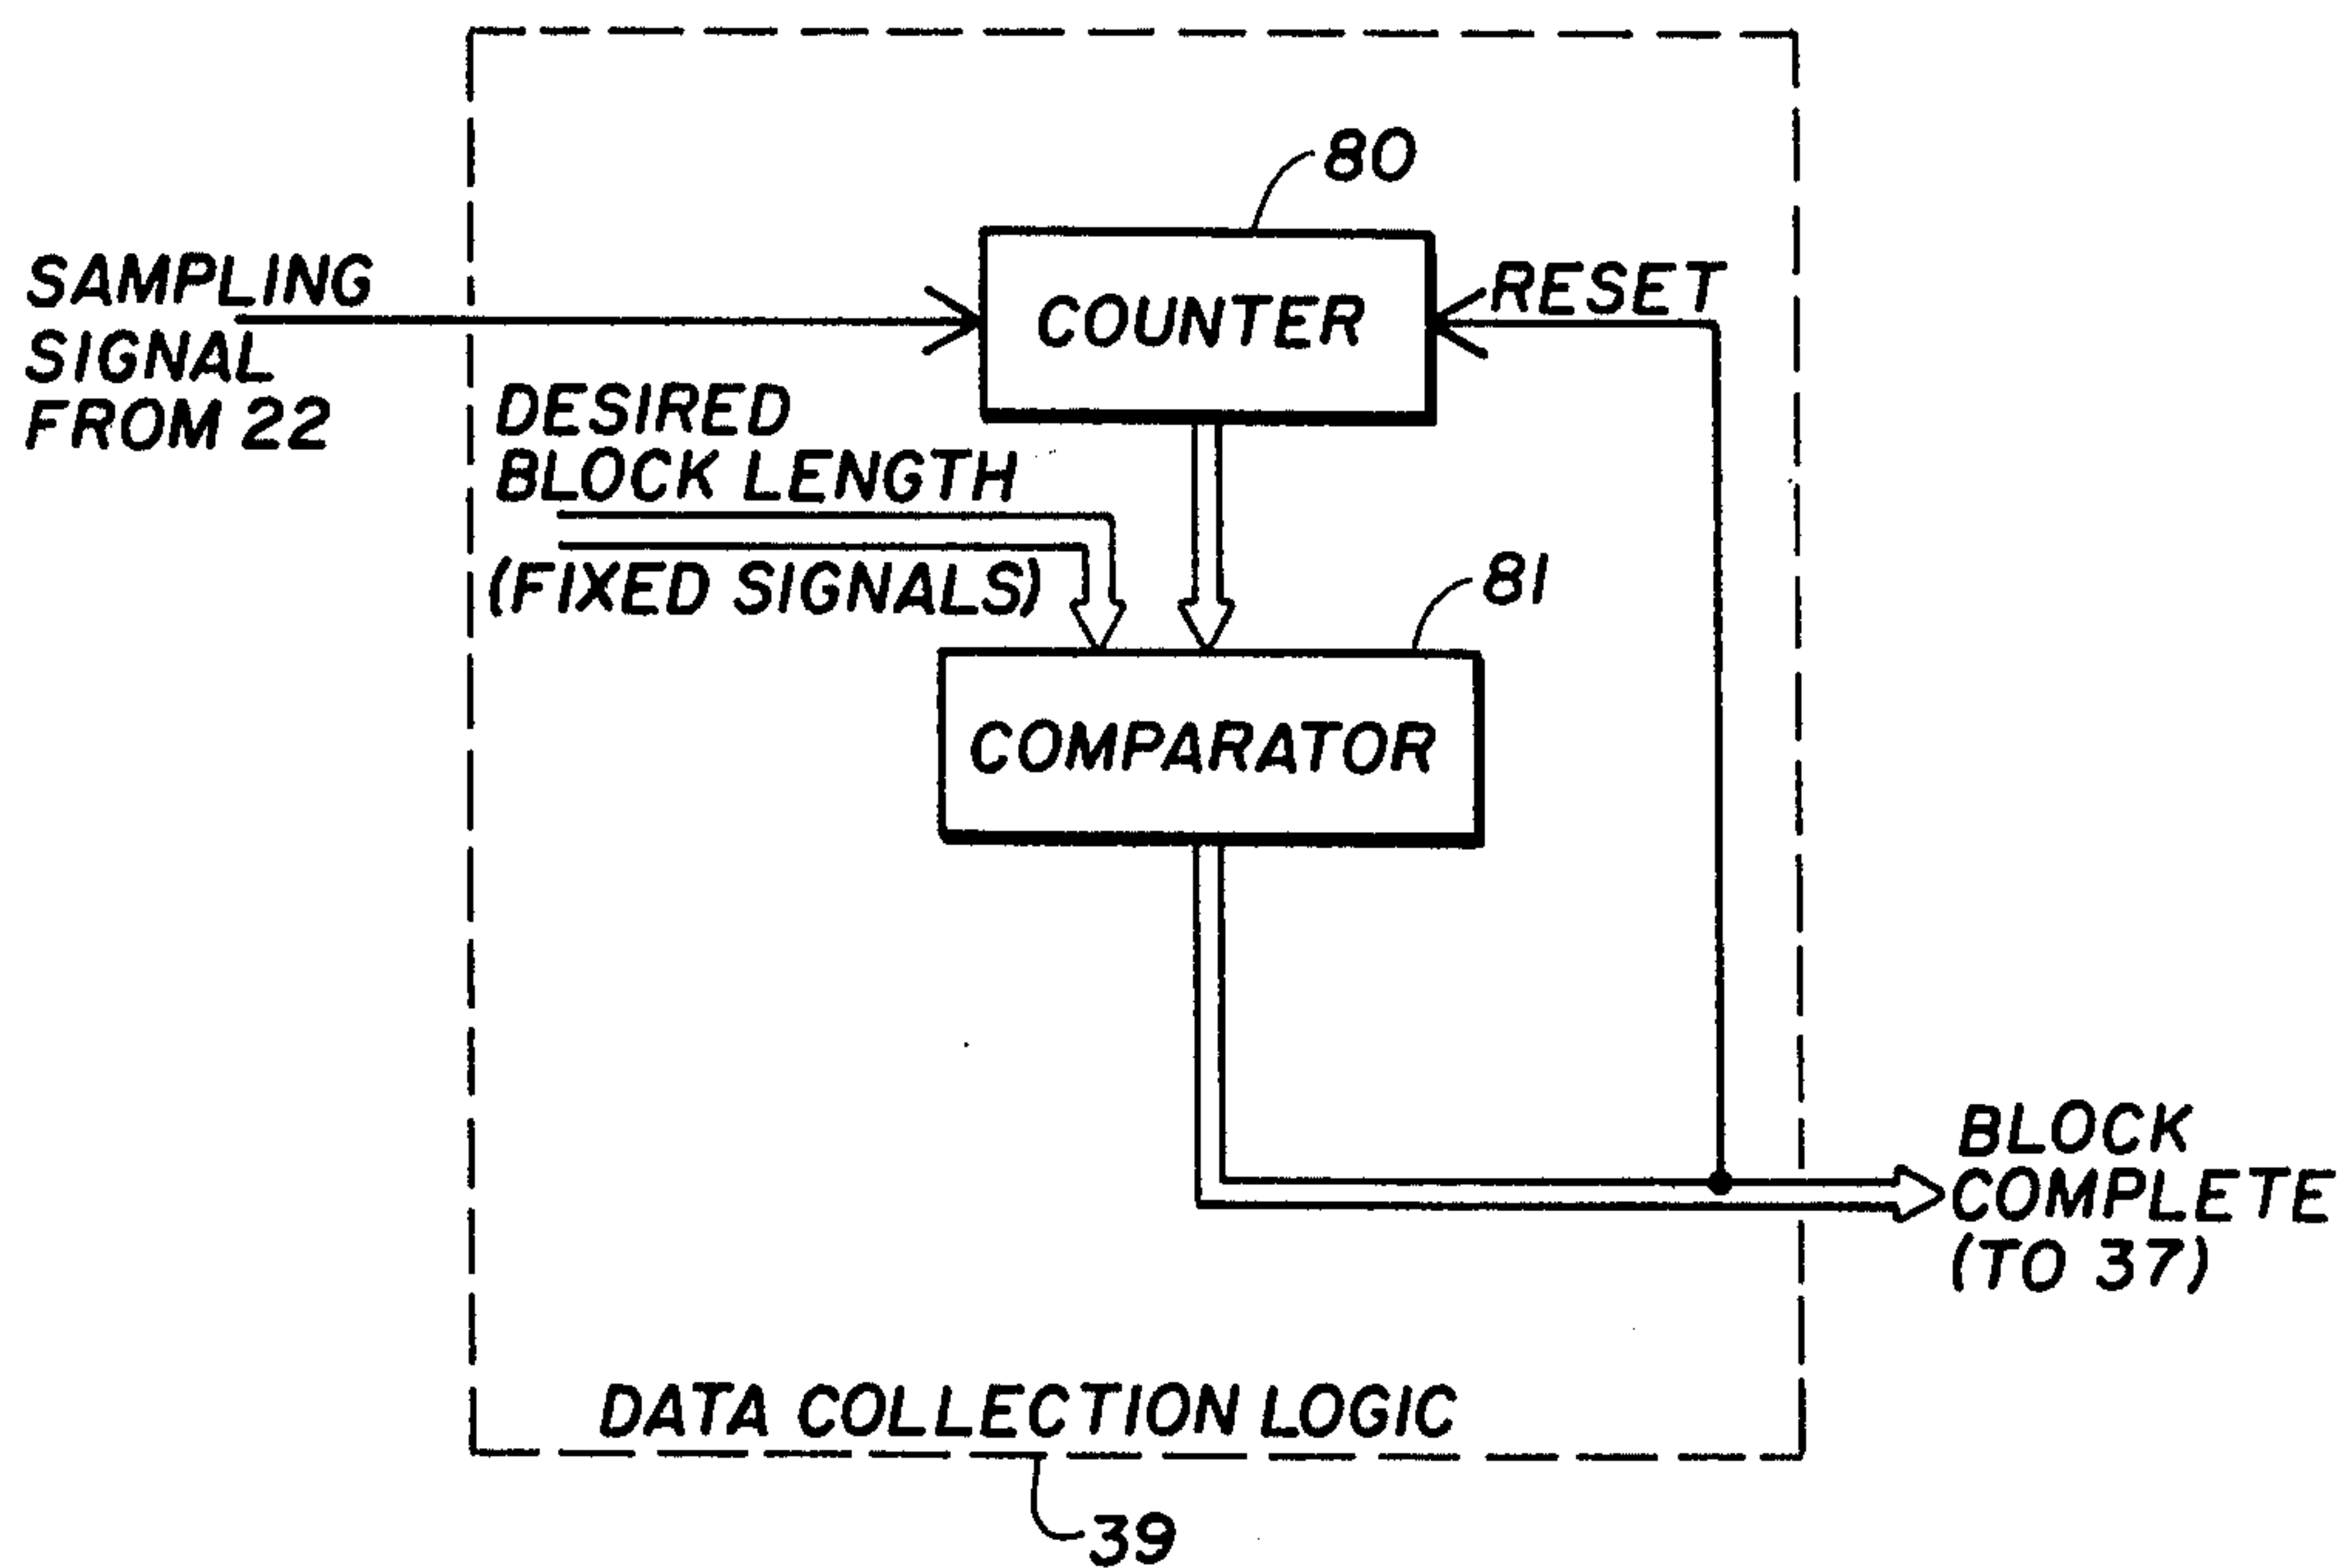 80
SAMPLING
SIGNAL
FROM 22
COUNTER
RESET
DESIRED
BLOCK LENGTH
(FIXED SIGNALS)
81
COMPARATOR
BLOCK
COMPLETE
(TO 37)
DATA COLLECTION LOGIC
39